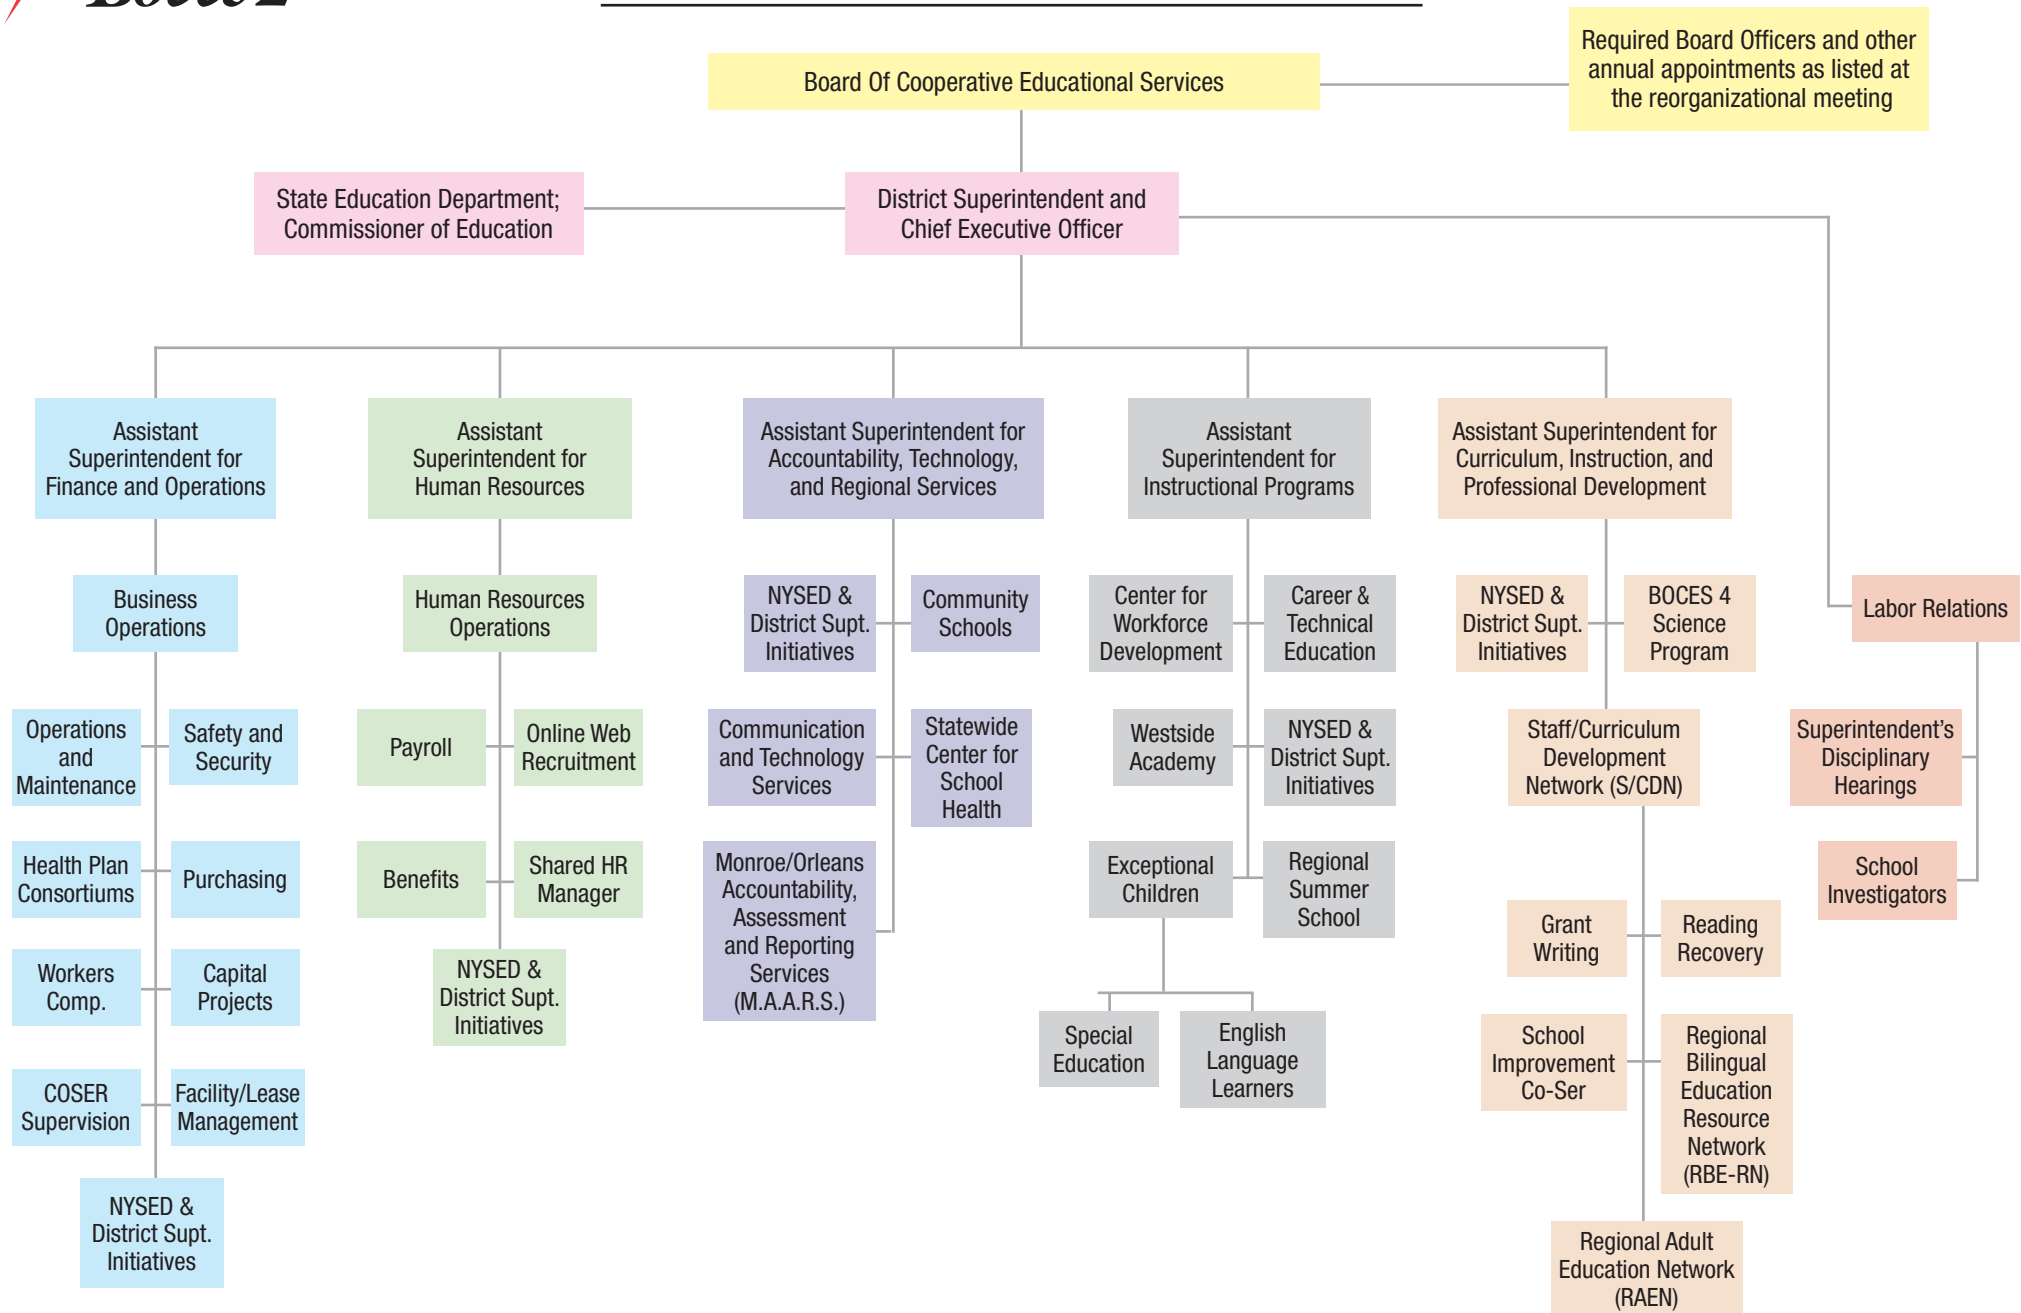 Board Of Cooperative Educational Services
Required Board Officers and other
annual appointments as listed at
the reorganizational meeting
State Education Department;
Commissioner of Education
District Superintendent and
Chief Executive Officer
Assistant
Superintendent for
Finance and Operations
Assistant
Superintendent for
Human Resources
Assistant Superintendent for
Accountability, Technology,
and Regional Services
Assistant
Superintendent for
Instructional Programs
Assistant Superintendent for
Curriculum, Instruction, and
Professional Development
Business
Operations
Operations
and
Maintenance
Safety and
Security
Health Plan
Consortiums
Purchasing
Workers
Comp.
Capital
Projects
COSER
Supervision
Facility/Lease
Management
NYSED &
District Supt.
Initiatives
Human Resources
Operations
Payroll
Online Web
Recruitment
Benefits
Shared HR
Manager
NYSED &
District Supt.
Initiatives
NYSED &
District Supt.
Initiatives
Community
Schools
Communication
and Technology
Services
Statewide
Center for
School
Health
Monroe/Orleans
Accountability,
Assessment
and Reporting
Services
(M.A.A.R.S.)
Center for
Workforce
Development
Career &
Technical
Education
Westside
Academy
NYSED &
District Supt.
Initiatives
Exceptional
Children
Regional
Summer
School
Special
Education
English
Language
Learners
NYSED &
District Supt.
Initiatives
BOCES 4
Science
Program
Staff/Curriculum
Development
Network (S/CDN)
Grant
Writing
Reading
Recovery
School
Improvement
Co-Ser
Regional
Bilingual
Education
Resource
Network
(RBE-RN)
Regional Adult
Education Network
(RAEN)
Labor Relations
Superintendent's
Disciplinary
Hearings
School
Investigators